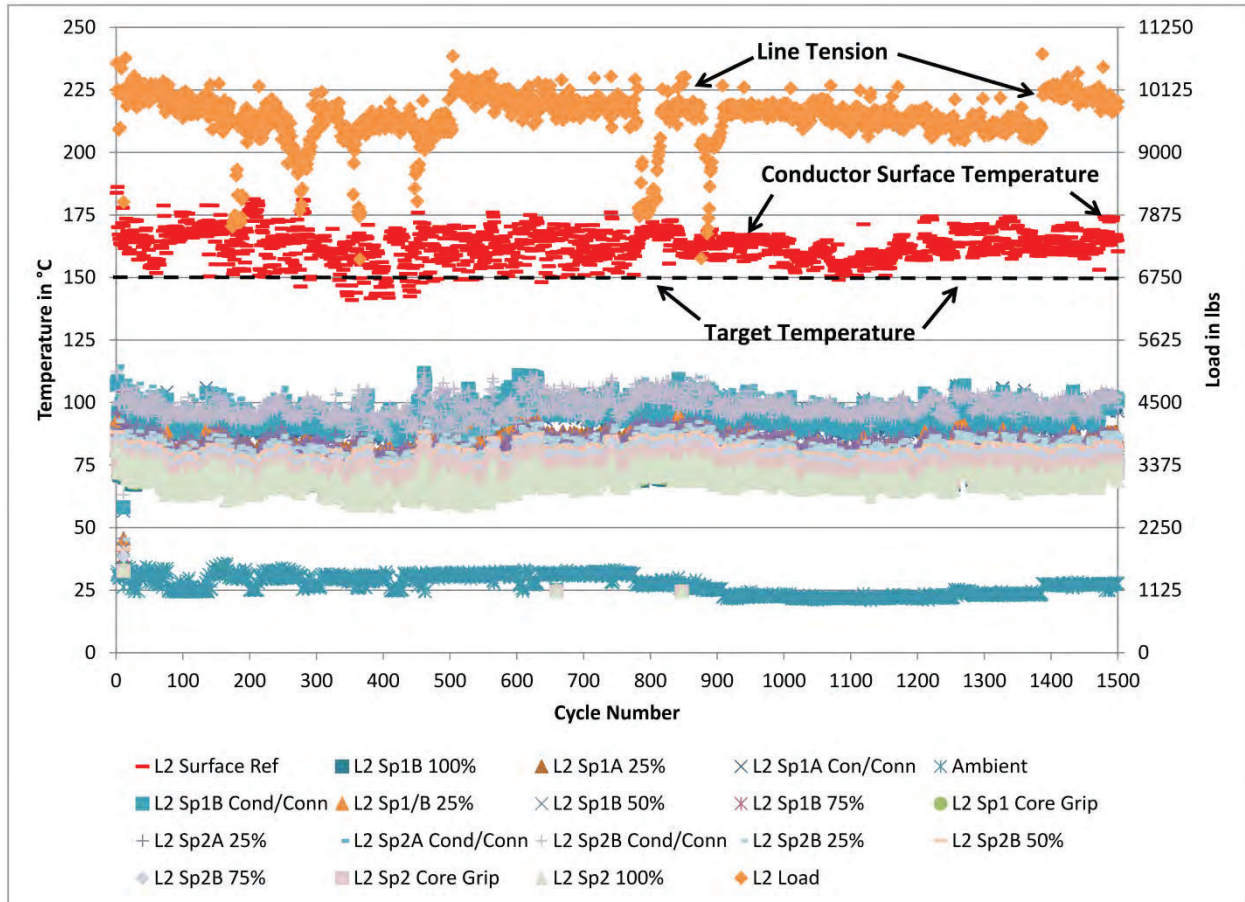 250
225
200
175
150
125
100
75
50
25
0
Temperature in °C
11250
10125
9000
7875
6750
5625
4500
3375
2250
1125
0
Load in lbs
Line Tension
Conductor Surface Temperature
Target Temperature
0 100 200 300 400 500 600 700 800 900 1000 1100 1200 1300 1400 1500
Cycle Number
L2 Surface Ref L2 Sp1B 100% L2 Sp1A 25% L2 Sp1A Con/Conn Ambient
L2 Sp1B Cond/Conn L2 Sp1/B 25% L2 Sp1B 50% L2 Sp1B 75% L2 Sp1 Core Grip
L2 Sp2A 25% L2 Sp2A Cond/Conn L2 Sp2B Cond/Conn L2 Sp2B 25% L2 Sp2B 50%
L2 Sp2B 75% L2 Sp2 Core Grip L2 Sp2 100% L2 Load